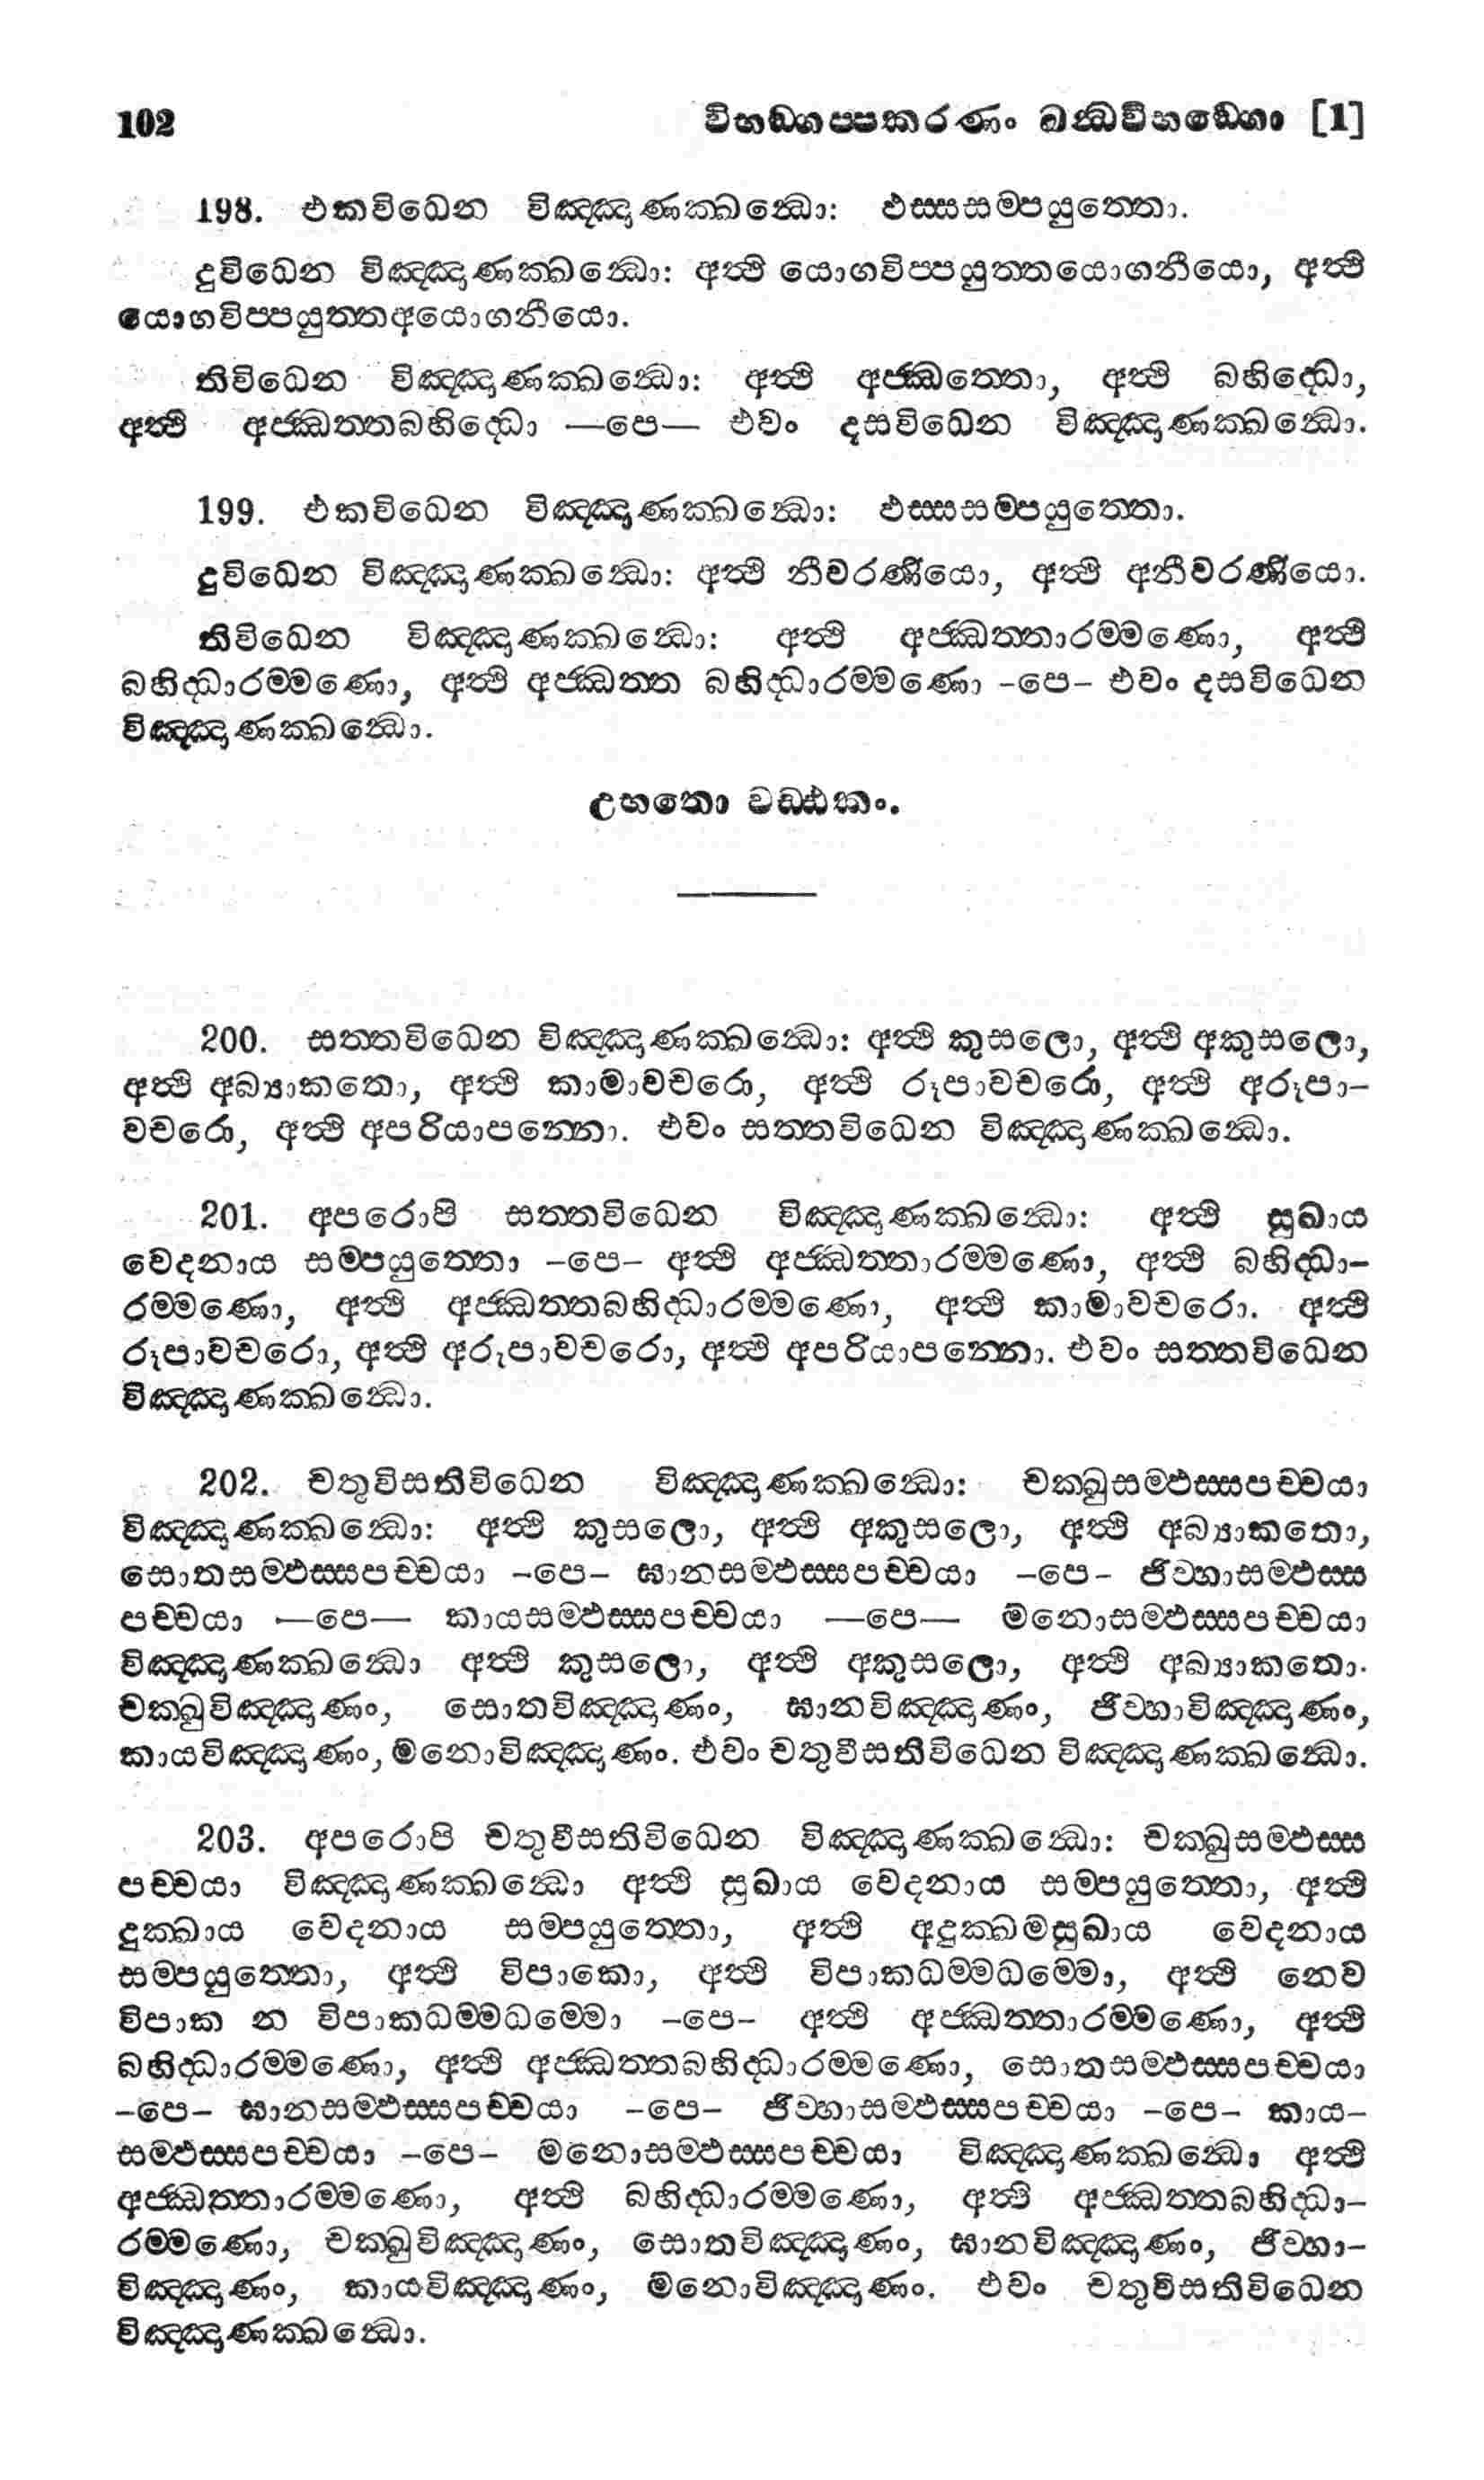 102 විභඞ්ගප්පකරණං ඛන්ධවිභඞ්ගො [1]
198. එකවිධෙන විඤ්ඤාණක්ඛන්ධො: ඵස්සසම්පයුත්තො.
දුවිධෙන විඤ්ඤාණක්ඛන්ධො: අත්ථි යොගවිප්පයුත්තයොගනීයො, අත්ථි
යොගවිප්පයුත්තඅයොගනීයො.
තිවිධෙන විඤ්ඤාණක්ඛන්ධො: අත්ථි අජ්ඣත්තො, අත්ථි බහිද්ධො,
අත්ථි අජ්ඣත්තබහිද්ධො —පෙ— එවං දසවිධෙන විඤ්ඤාණක්ඛන්ධො.
199. එකවිධෙන විඤ්ඤාණක්ඛන්ධො: ඵස්සසම්පයුත්තො.
දුවිධෙන විඤ්ඤාණක්ඛන්ධො: අත්ථි නීවරණීයො, අත්ථි අනීවරණීයො.
තිවිධෙන විඤ්ඤාණක්ඛන්ධො: අත්ථි අජ්ඣත්තාරම්මණො, අත්ථි
බහිද්ධාරම්මණො, අත්ථි අජ්ඣත්ත බහිද්ධාරම්මණො -පෙ- එවං දසවිධෙන
විඤ්ඤාණක්ඛන්ධො.
උභතො වඩ්ඪකං.
200. සත්තවිධෙන විඤ්ඤාණක්ඛන්ධො: අත්ථි කුසලො, අත්ථි අකුසලො,
අත්ථි අබ්‍යාකතො, අත්ථි කාමාවචරො, අත්ථි රූපාවචරො, අත්ථි අරූපා-
වචරො, අත්ථි අපරියාපන්නො. එවං සත්තවිධෙන විඤ්ඤාණක්ඛන්ධො.
201. අපරොපි සත්තවිධෙන විඤ්ඤාණක්ඛන්ධො: අත්ථි සුඛාය
වෙදනාය සම්පයුත්තො -පෙ- අත්ථි අජ්ඣත්තාරම්මණො, අත්ථි බහිද්ධා-
රම්මණො, අත්ථි අජ්ඣත්තබහිද්ධාරම්මණො, අත්ථි කාමාවචරො. අත්ථි
රූපාවචරො, අත්ථි අරූපාවචරො, අත්ථි අපරියාපන්නො. එවං සත්තවිධෙන
විඤ්ඤාණක්ඛන්ධො.
202. චතුවිසතිවිධෙන විඤ්ඤාණක්ඛන්ධො: චක්ඛුසම්ඵස්සපච්චයා
විඤ්ඤාණක්ඛන්ධො: අත්ථි කුසලො, අත්ථි අකුසලො, අත්ථි අබ්‍යාකතො,
සොතසම්ඵස්සපච්චයා -පෙ- ඝානසම්ඵස්සපච්චයා -පෙ- ජිව්හාසම්ඵස්ස
පච්චයා —පෙ— කායසම්ඵස්සපච්චයා —පෙ— මනොසම්ඵස්සපච්චයා
විඤ්ඤාණක්ඛන්ධො අත්ථි කුසලො, අත්ථි අකුසලො, අත්ථි අබ්‍යාකතො.
චක්ඛුවිඤ්ඤාණං, සොතවිඤ්ඤාණං, ඝානවිඤ්ඤාණං, ජිව්හාවිඤ්ඤාණං,
කායවිඤ්ඤාණං, මනොවිඤ්ඤාණං. එවං චතුවීසතිවිධෙන විඤ්ඤාණක්ඛන්ධො.
203. අපරොපි චතුවීසතිවිධෙන විඤ්ඤාණක්ඛන්ධො: චක්ඛුසම්ඵස්ස
පච්චයා විඤ්ඤාණක්ඛන්ධො අත්ථි සුඛාය වෙදනාය සම්පයුත්තො, අත්ථි
දුක්ඛාය වෙදනාය සම්පයුත්තො, අත්ථි අදුක්ඛමසුඛාය වෙදනාය
සම්පයුත්තො, අත්ථි විපාකො, අත්ථි විපාකධම්මධම්මො, අත්ථි නෙව
විපාක න විපාකධම්මධම්මො -පෙ- අත්ථි අජ්ඣත්තාරම්මණො, අත්ථි
බහිද්ධාරම්මණො, අත්ථි අජ්ඣත්තබහිද්ධාරම්මණො, සොතසම්ඵස්සපච්චයා
-පෙ- ඝානසම්ඵස්සපච්චයා -පෙ- ජිව්හාසම්ඵස්සපච්චයා -පෙ- කාය-
සම්ඵස්සපච්චයා -පෙ- මනොසම්ඵස්සපච්චයා විඤ්ඤාණක්ඛන්ධො අත්ථි
අජ්ඣත්තාරම්මණො, අත්ථි බහිද්ධාරම්මණො, අත්ථි අජ්ඣත්තබහිද්ධා-
රම්මණො, චක්ඛුවිඤ්ඤාණං, සොතවිඤ්ඤාණං, ඝානවිඤ්ඤාණං, ජිව්හා-
විඤ්ඤාණං, කායවිඤ්ඤාණං, මනොවිඤ්ඤාණං. එවං චතුවීසතිවිධෙන
විඤ්ඤාණක්ඛන්ධො.